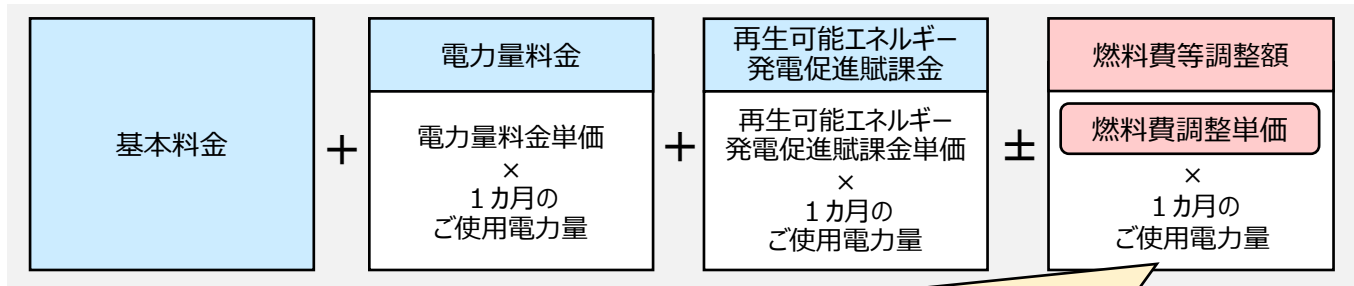 基本料金
＋
電力量料金
電力量料金単価
×
１カ月の
ご使用電力量
＋
再生可能エネルギー
発電促進賦課金
再生可能エネルギー
発電促進賦課金単価
×
１カ月の
ご使用電力量
±
燃料費等調整額
燃料費調整単価
×
１カ月の
ご使用電力量